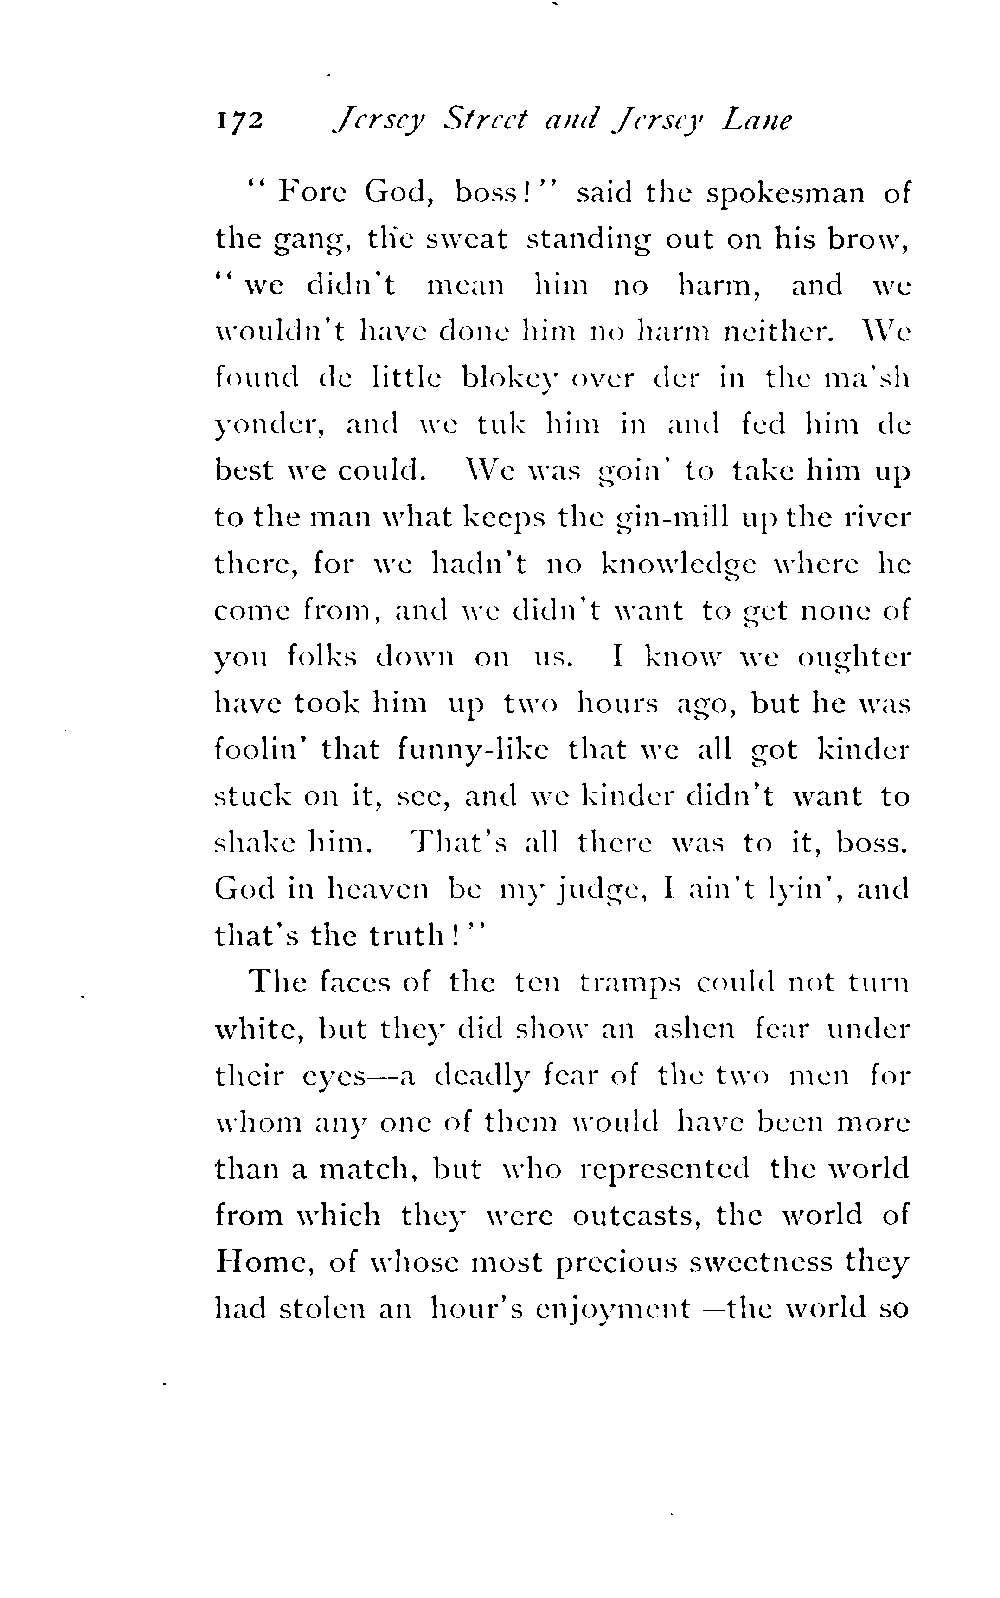 172 Jersey Street and Jersey Lane
“ Fore God, boss! ” said the spokesman of
the gang, the sweat standing out on his brow,
“ we didn't mean him no harm, and we
wouldn't have done him no harm neither. We
found de little blokey over der in the ma'sh
yonder, and we tuk him in and fed him de
best we could. We was goin' to take him up
to the man what keeps the gin-mill up the river
there, for we hadn't no knowledge where he
come from, and we didn't want to get none of
you folks down on us. I know we oughter
have took him up two hours ago, but he was
foolin' that funny-like that we all got kinder
stuck on it, see, and we kinder didn't want to
shake him. That's all there was to it, boss.
God in heaven be my judge, I ain't lyin', and
that's the truth! ”
The faces of the ten tramps could not turn
white, but they did show an ashen fear under
their eyes—a deadly fear of the two men for
whom any one of them would have been more
than a match, but who represented the world
from which they were outcasts, the world of
Home, of whose most precious sweetness they
had stolen an hour's enjoyment —the world so